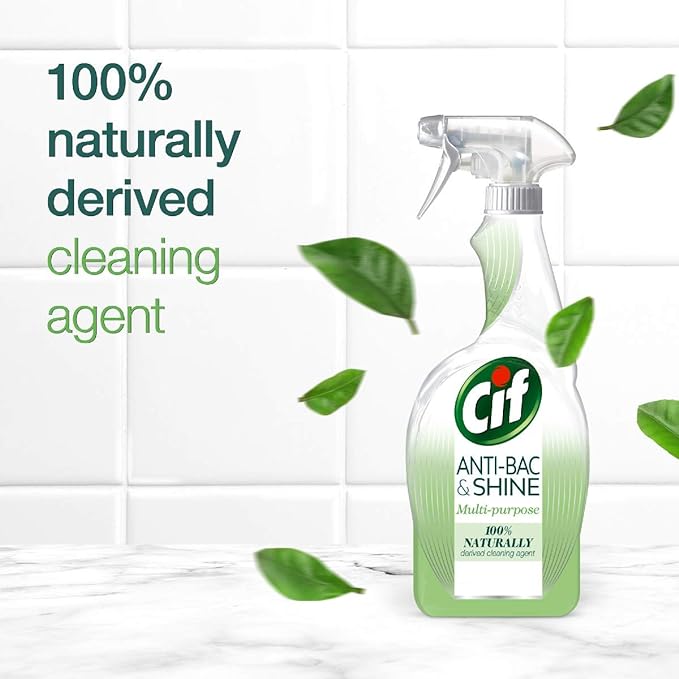 100%
naturally
derived
cleaning
agent
Cif
ANTI-BAC
& SHINE
Multi-purpose
100%
NATURALLY
derived cleaning agent